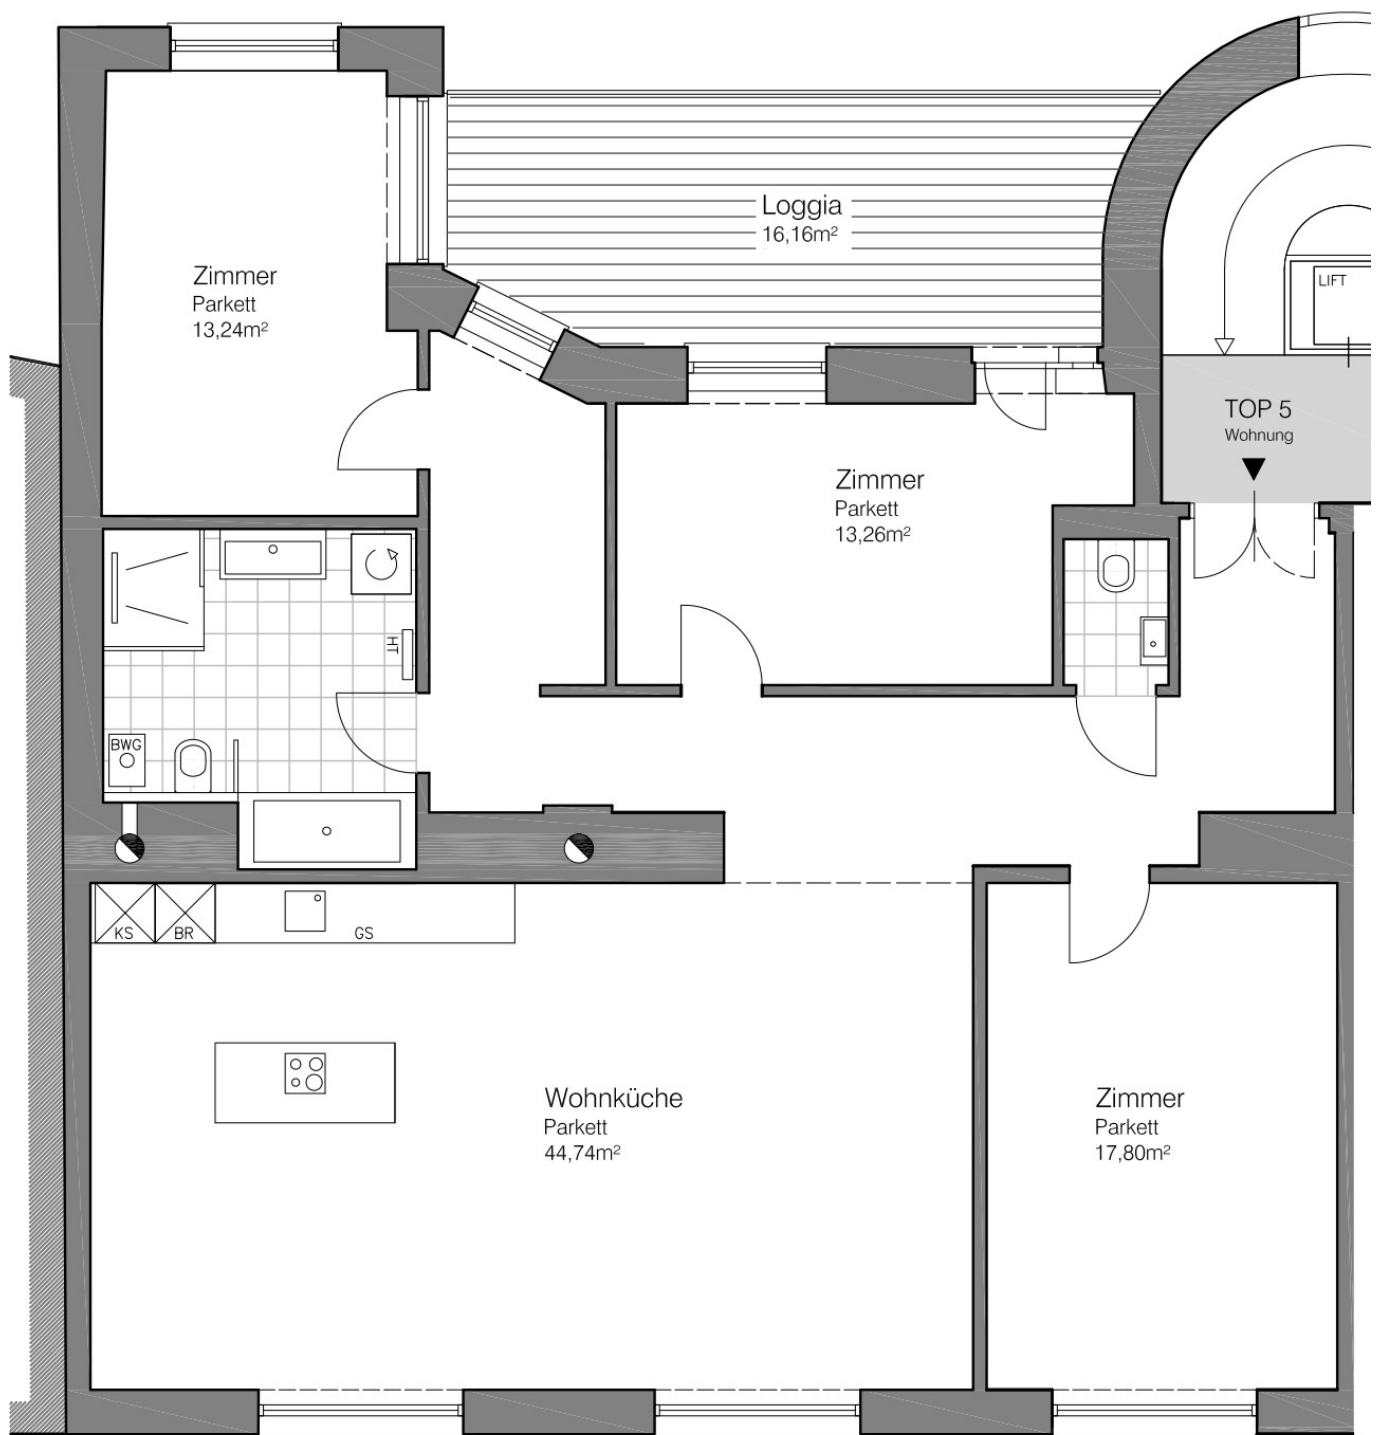 Loggia
16,16m²
Zimmer
Parkett
13,24m²
LIFT
TOP 5
Wohnung
Zimmer
Parkett
13,26m²
HT
BWG
KS
BR
GS
Wohnküche
Parkett
44,74m²
Zimmer
Parkett
17,80m²